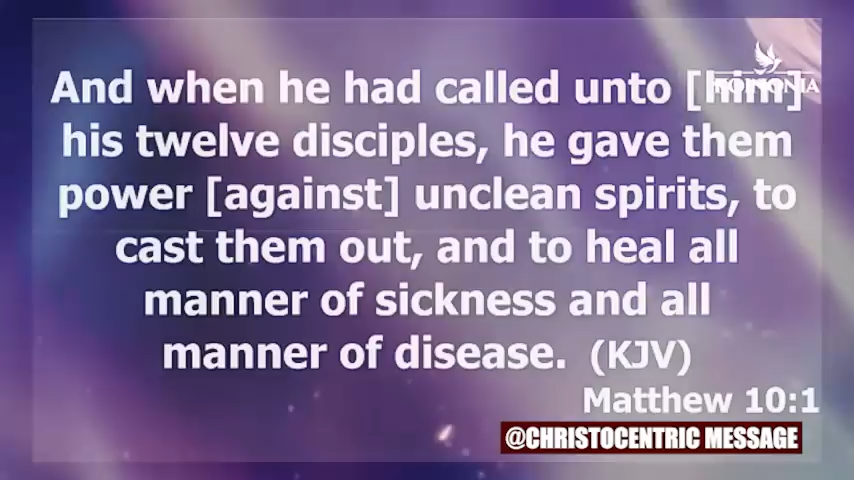 And when he had called unto [him]
his twelve disciples, he gave them
power [against] unclean spirits, to
cast them out, and to heal all
manner of sickness and all
manner of disease. (KJV)
Matthew 10:1
@CHRISTOCENTRIC MESSAGE
KOINONIA